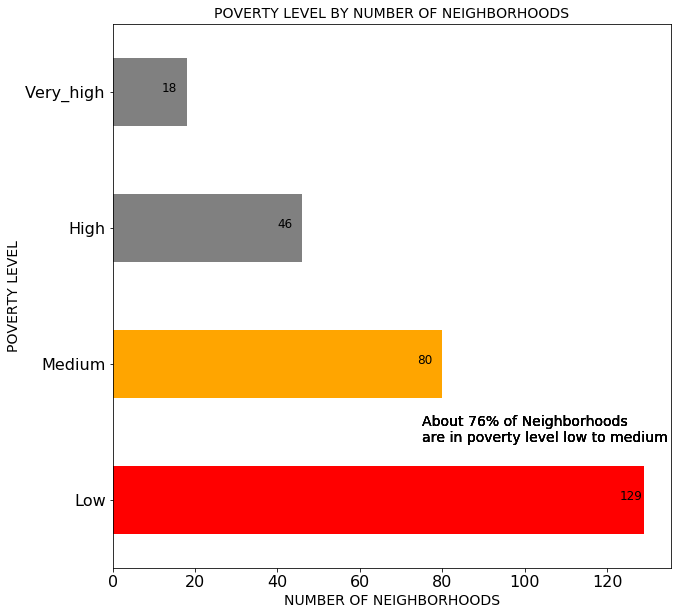 POVERTY LEVEL BY NUMBER OF NEIGHBORHOODS
Very_high
18
High
46
POVERTY LEVEL
Medium
80
About 76% of Neighborhoods
are in poverty level low to medium
Low
129
0 20 40 60 80 100 120
NUMBER OF NEIGHBORHOODS